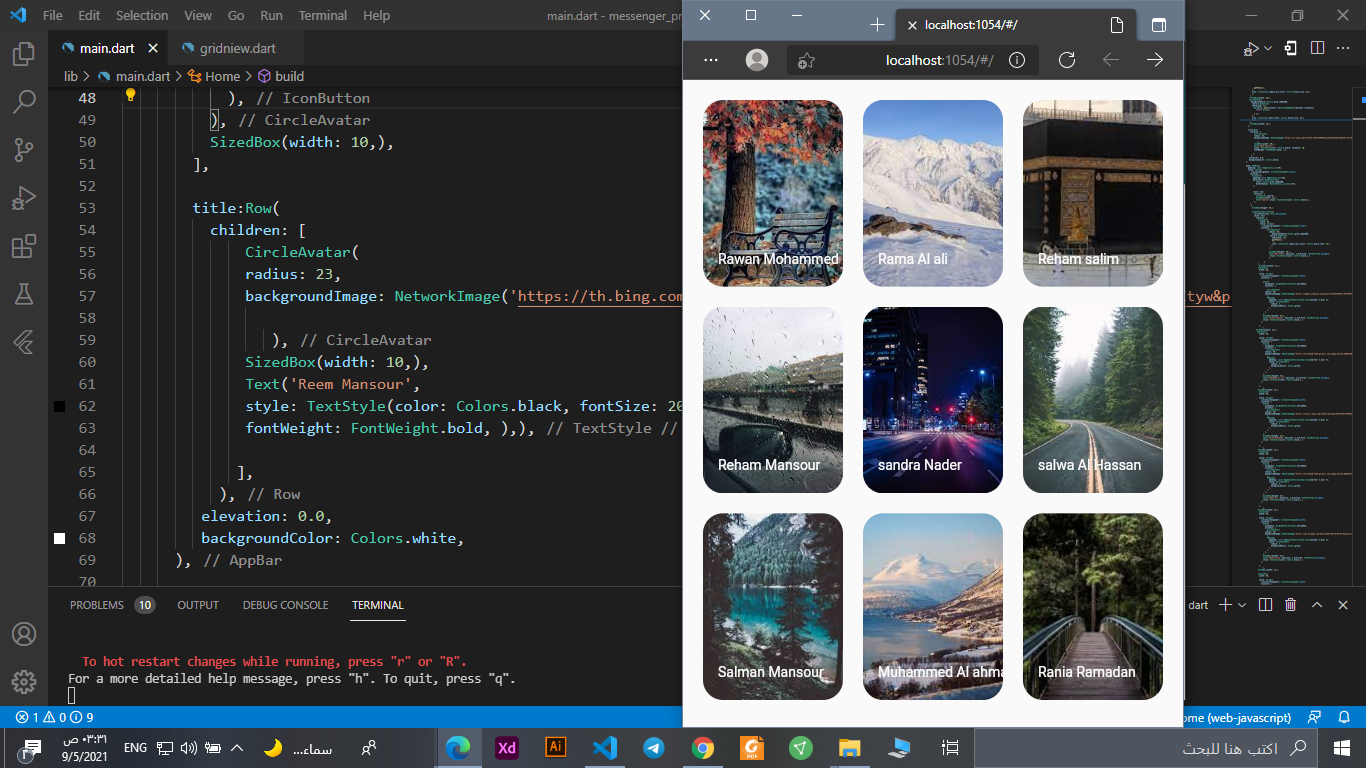 File Edit Selection View Go Run Terminal Help
main.dart - messenger_pr
main.dart
gridniew.dart
lib > main.dart > Home > build
48 ), // IconButton
49 ), // CircleAvatar
50 SizedBox(width: 10,),
51 ],
52
53 title:Row(
54 children: [
55 CircleAvatar(
56 radius: 23,
57 backgroundImage: NetworkImage('https://th.bing.com
tyw&p
58
59 ), // CircleAvatar
60 SizedBox(width: 10,),
61 Text('Reem Mansour',
62 style: TextStyle(color: Colors.black, fontSize: 20
63 fontWeight: FontWeight.bold, ),), // TextStyle //
64
65 ],
66 ), // Row
67 elevation: 0.0,
68 backgroundColor: Colors.white,
69 ), // AppBar
70
PROBLEMS 10 OUTPUT DEBUG CONSOLE TERMINAL
dart
To hot restart changes while running, press "r" or "R".
For a more detailed help message, press "h". To quit, press "q".
1 0 9
ome (web-javascript)
localhost:1054/#/
localhost:1054/#/
Rawan Mohammed
Rama Al ali
Reham salim
Reham Mansour
sandra Nader
salwa Al Hassan
Salman Mansour
Muhammed Al ahma
Rania Ramadan
٠٣:٣١ ص
9/5/2021
ENG
سماء...
Xd
Ai
PDF
اكتب هنا للبحث